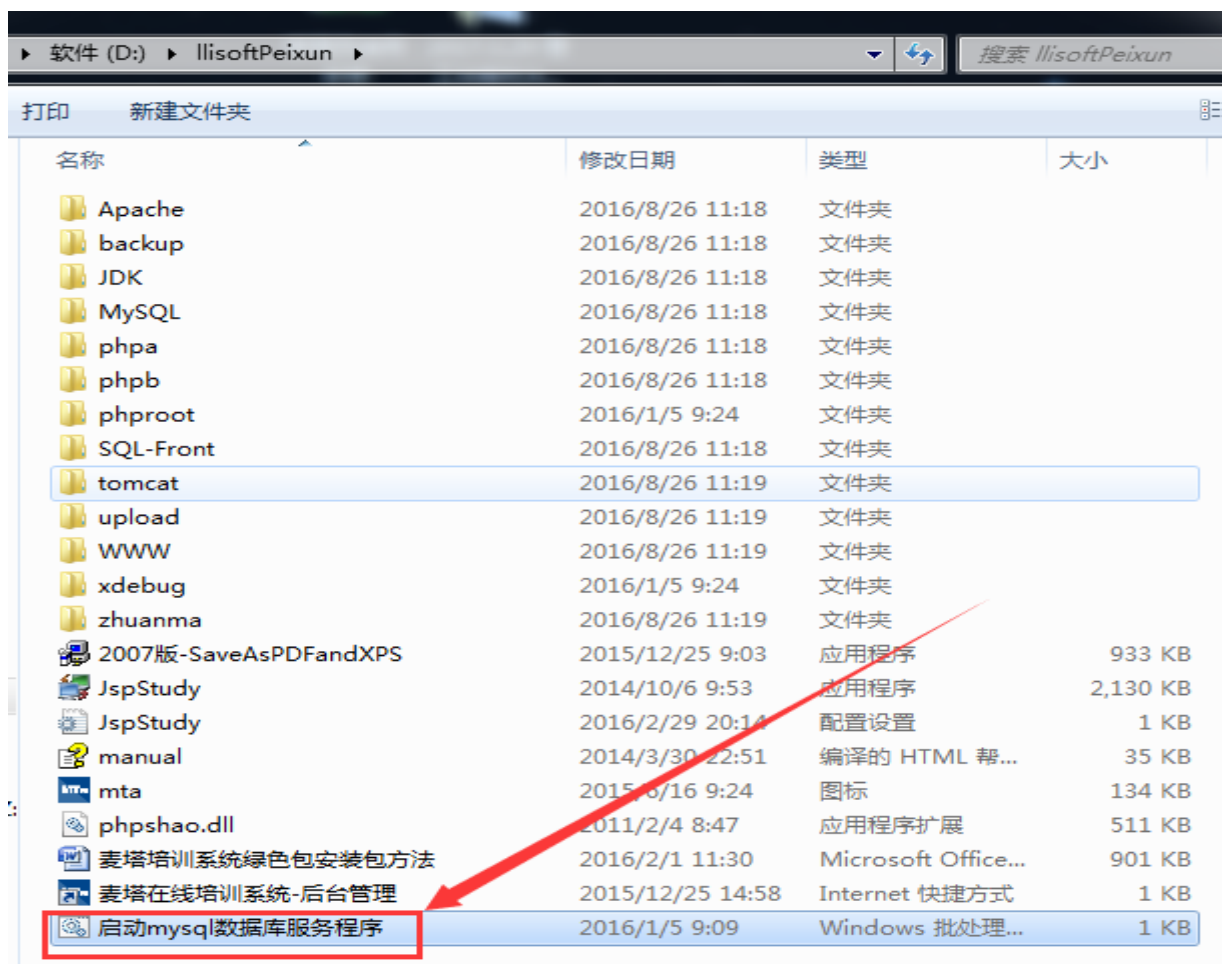 软件 (D:) llisoftPeixun 搜索 llisoftPeixun
打印 新建文件夹
名称 修改日期 类型 大小
Apache 2016/8/26 11:18 文件夹
backup 2016/8/26 11:18 文件夹
JDK 2016/8/26 11:18 文件夹
MySQL 2016/8/26 11:18 文件夹
phpa 2016/8/26 11:18 文件夹
phpb 2016/8/26 11:18 文件夹
phproot 2016/1/5 9:24 文件夹
SQL-Front 2016/8/26 11:18 文件夹
tomcat 2016/8/26 11:19 文件夹
upload 2016/8/26 11:19 文件夹
WWW 2016/8/26 11:19 文件夹
xdebug 2016/1/5 9:24 文件夹
zhuanma 2016/8/26 11:19 文件夹
2007版-SaveAsPDFandXPS 2015/12/25 9:03 应用程序 933 KB
JspStudy 2014/10/6 9:53 应用程序 2,130 KB
JspStudy 2016/2/29 20:14 配置设置 1 KB
manual 2014/3/30 22:51 编译的 HTML 帮... 35 KB
mta 2015/6/16 9:24 图标 134 KB
phpshao.dll 2011/2/4 8:47 应用程序扩展 511 KB
麦塔培训系统绿色包安装包方法 2016/2/1 11:30 Microsoft Office... 901 KB
麦塔在线培训系统-后台管理 2015/12/25 14:58 Internet 快捷方式 1 KB
启动mysql数据库服务程序 2016/1/5 9:09 Windows 批处理... 1 KB